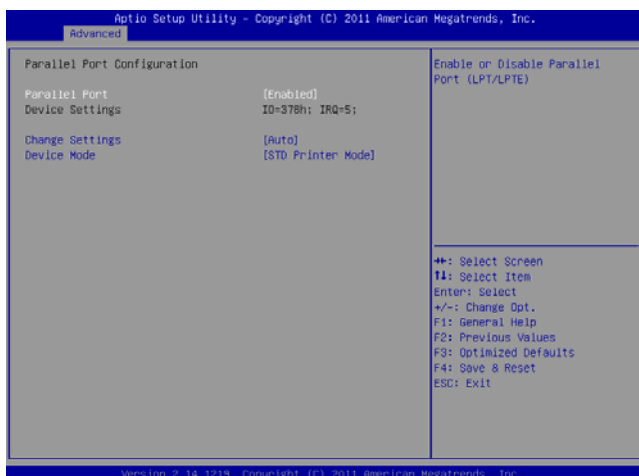 Aptio Setup Utility - Copyright (C) 2011 American Megatrends, Inc.
Advanced
Parallel Port Configuration
Parallel Port [Enabled]
Device Settings IO=378h; IRQ=5;
Change Settings [Auto]
Device Mode [STD Printer Mode]
Enable or Disable Parallel
Port (LPT/LPTE)
→←: Select Screen
↑↓: Select Item
Enter: Select
+/-: Change Opt.
F1: General Help
F2: Previous Values
F3: Optimized Defaults
F4: Save & Reset
ESC: Exit
Version 2.14.1219. Copyright (C) 2011 American Megatrends, Inc.